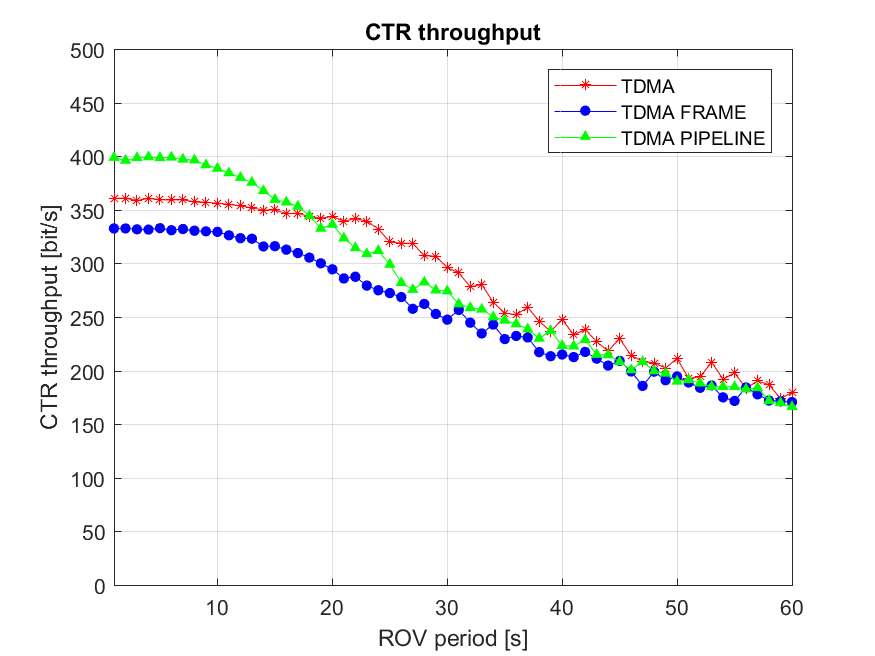 CTR throughput
500
450
400
350
300
250
200
150
100
50
0
CTR throughput [bit/s]
TDMA
TDMA FRAME
TDMA PIPELINE
10 20 30 40 50 60
ROV period [s]